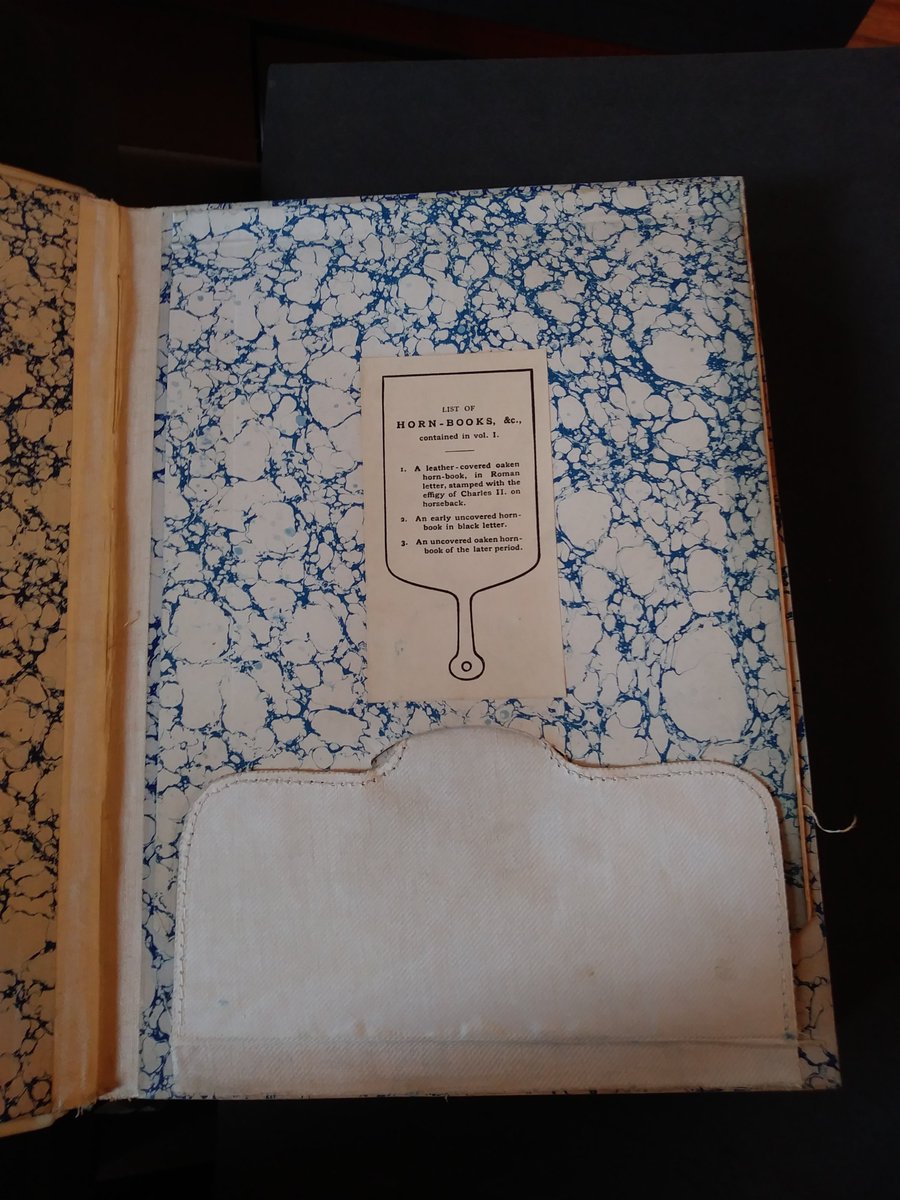 LIST OF
HORN-BOOKS, &c.,
contained in vol. I.
1. A leather-covered oaken
horn-book, in Roman
letter, stamped with the
effigy of Charles II. on
horseback.
2. An early uncovered horn-
book in black letter.
3. An uncovered oaken horn-
book of the later period.